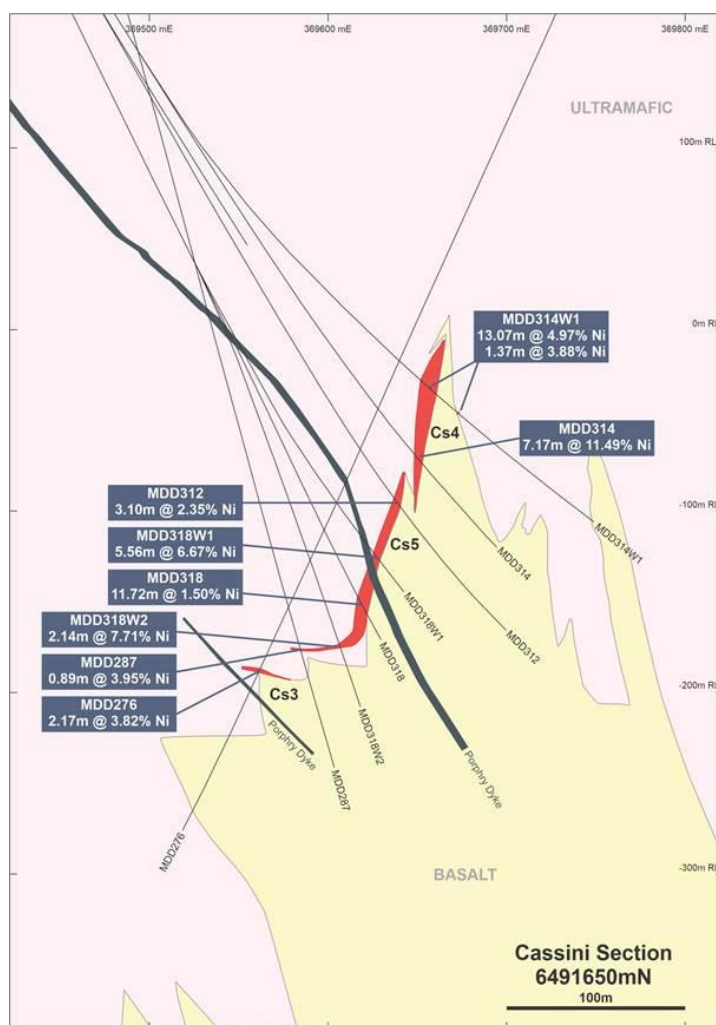 369500 mE
369600 mE
369700 mE
369800 mE
ULTRAMAFIC
100m RL
0m RL
MDD314W1
13.07m @ 4.97% Ni
1.37m @ 3.88% Ni
Cs4
MDD314
7.17m @ 11.49% Ni
MDD312
3.10m @ 2.35% Ni
-100m RL
MDD318W1
5.56m @ 6.67% Ni
Cs5
MDD314W1
MDD314
MDD318
11.72m @ 1.50% Ni
MDD318W1
MDD312
MDD318W2
2.14m @ 7.71% Ni
MDD318
MDD287
0.89m @ 3.95% Ni
-200m RL
MDD276
2.17m @ 3.82% Ni
Cs3
Porphry Dyke
MDD318W2
Porphry Dyke
MDD287
MDD276
BASALT
-300m RL
Cassini Section
6491650mN
100m